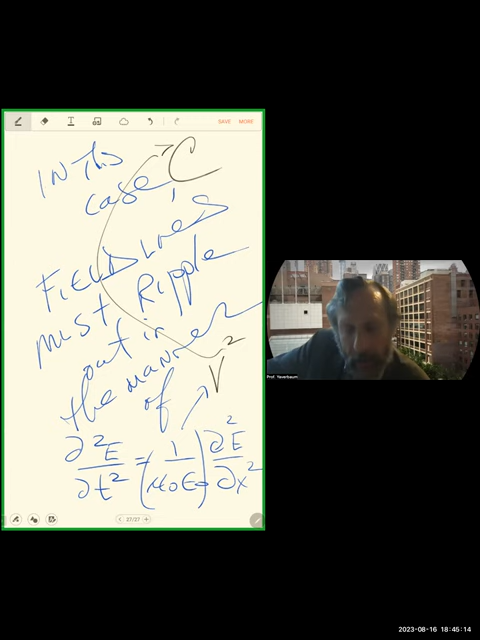 SAVE MORE
IN This
case, C
FIELD Lines
must Ripple
out in
the manner
of v²
∂²E/∂t² = (1/μ₀ε₀) ∂²E/∂x²
27/27
Prof. Yaverbaum
2023-08-16 18:45:14